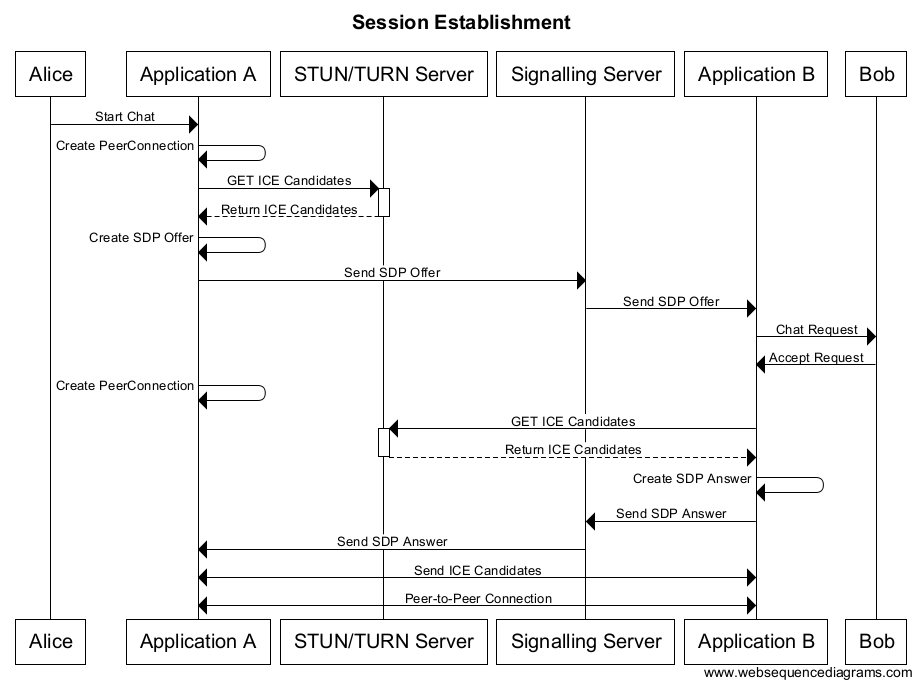 Session Establishment
Alice
Application A
STUN/TURN Server
Signalling Server
Application B
Bob
Start Chat
Create PeerConnection
GET ICE Candidates
Return ICE Candidates
Create SDP Offer
Send SDP Offer
Send SDP Offer
Chat Request
Accept Request
Create PeerConnection
GET ICE Candidates
Return ICE Candidates
Create SDP Answer
Send SDP Answer
Send SDP Answer
Send ICE Candidates
Peer-to-Peer Connection
Alice
Application A
STUN/TURN Server
Signalling Server
Application B
Bob
www.websequencediagrams.com